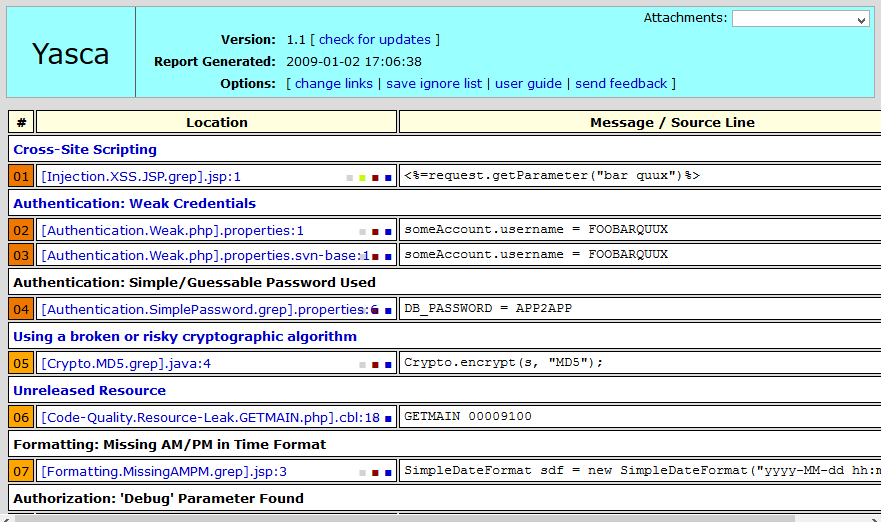 Attachments:
Yasca
Version: 1.1 [ check for updates ]
Report Generated: 2009-01-02 17:06:38
Options: [ change links | save ignore list | user guide | send feedback ]
# Location Message / Source Line
Cross-Site Scripting
01 [Injection.XSS.JSP.grep].jsp:1 <%=request.getParameter("bar quux")%>
Authentication: Weak Credentials
02 [Authentication.Weak.php].properties:1 someAccount.username = FOOBARQUUX
03 [Authentication.Weak.php].properties.svn-base:1 someAccount.username = FOOBARQUUX
Authentication: Simple/Guessable Password Used
04 [Authentication.SimplePassword.grep].properties:6 DB_PASSWORD = APP2APP
Using a broken or risky cryptographic algorithm
05 [Crypto.MD5.grep].java:4 Crypto.encrypt(s, "MD5");
Unreleased Resource
06 [Code-Quality.Resource-Leak.GETMAIN.php].cbl:18 GETMAIN 00009100
Formatting: Missing AM/PM in Time Format
07 [Formatting.MissingAMPM.grep].jsp:3 SimpleDateFormat sdf = new SimpleDateFormat("yyyy-MM-dd hh:m
Authorization: 'Debug' Parameter Found